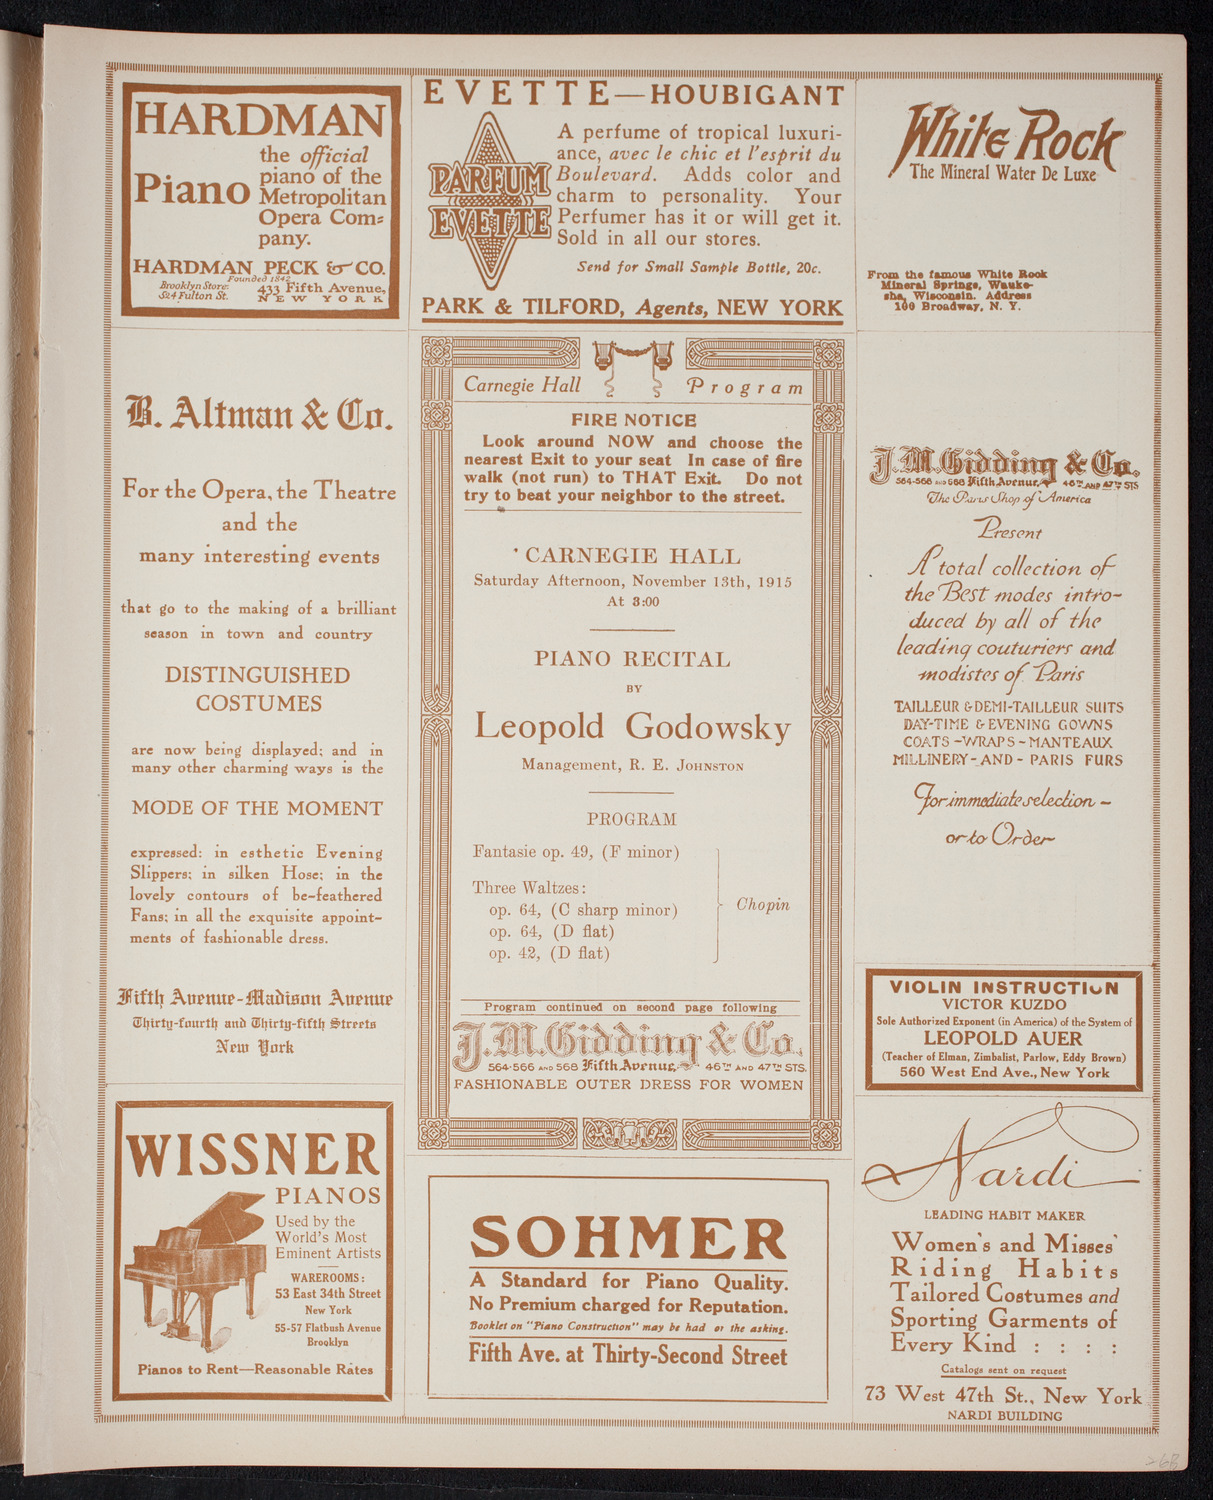 HARDMAN
Piano
the official
piano of the
Metropolitan
Opera Com=
pany.
HARDMAN PECK & CO.
Founded 1842
Brooklyn Store:
524 Fulton St.
433 Fifth Avenue,
NEW YORK
EVETTE—HOUBIGANT
PARFUM
EVETTE
A perfume of tropical luxuri-
ance, avec le chic et l'esprit du
Boulevard. Adds color and
charm to personality. Your
Perfumer has it or will get it.
Sold in all our stores.
Send for Small Sample Bottle, 20c.
PARK & TILFORD, Agents, NEW YORK
White Rock
The Mineral Water De Luxe
From the famous White Rock
Mineral Springs, Wauke-
sha, Wisconsin. Address
100 Broadway, N. Y.
B. Altman & Co.
For the Opera, the Theatre
and the
many interesting events
that go to the making of a brilliant
season in town and country
DISTINGUISHED
COSTUMES
are now being displayed; and in
many other charming ways is the
MODE OF THE MOMENT
expressed: in esthetic Evening
Slippers; in silken Hose; in the
lovely contours of be-feathered
Fans; in all the exquisite appoint-
ments of fashionable dress.
Fifth Avenue-Madison Avenue
Thirty-fourth and Thirty-fifth Streets
New York
Carnegie Hall Program
FIRE NOTICE
Look around NOW and choose the
nearest Exit to your seat In case of fire
walk (not run) to THAT Exit. Do not
try to beat your neighbor to the street.
CARNEGIE HALL
Saturday Afternoon, November 13th, 1915
At 3:00
PIANO RECITAL
BY
Leopold Godowsky
Management, R. E. JOHNSTON
PROGRAM
Fantasie op. 49, (F minor)
Three Waltzes:
op. 64, (C sharp minor)
op. 64, (D flat)
op. 42, (D flat)
Chopin
Program continued on second page following
J.M.Gidding & Co.
564-566 AND 568 Fifth Avenue, 46TH AND 47TH STS.
FASHIONABLE OUTER DRESS FOR WOMEN
J.M.Gidding & Co.
564-566 AND 568 Fifth Avenue, 46TH AND 47TH STS
The Paris Shop of America
Present
A total collection of
the Best modes intro-
duced by all of the
leading couturiers and
modistes of Paris
TAILLEUR & DEMI-TAILLEUR SUITS
DAY-TIME & EVENING GOWNS
COATS - WRAPS - MANTEAUX
MILLINERY - AND - PARIS FURS
For immediate selection -
or to Order
VIOLIN INSTRUCTION
VICTOR KUZDO
Sole Authorized Exponent (in America) of the System of
LEOPOLD AUER
(Teacher of Elman, Zimbalist, Parlow, Eddy Brown)
560 West End Ave., New York
WISSNER
PIANOS
Used by the
World's Most
Eminent Artists
WAREROOMS:
53 East 34th Street
New York
55-57 Flatbush Avenue
Brooklyn
Pianos to Rent—Reasonable Rates
SOHMER
A Standard for Piano Quality.
No Premium charged for Reputation.
Booklet on "Piano Construction" may be had or the asking.
Fifth Ave. at Thirty-Second Street
Nardi
LEADING HABIT MAKER
Women's and Misses'
Riding Habits
Tailored Costumes and
Sporting Garments of
Every Kind : : : :
Catalogs sent on request
73 West 47th St., New York
NARDI BUILDING